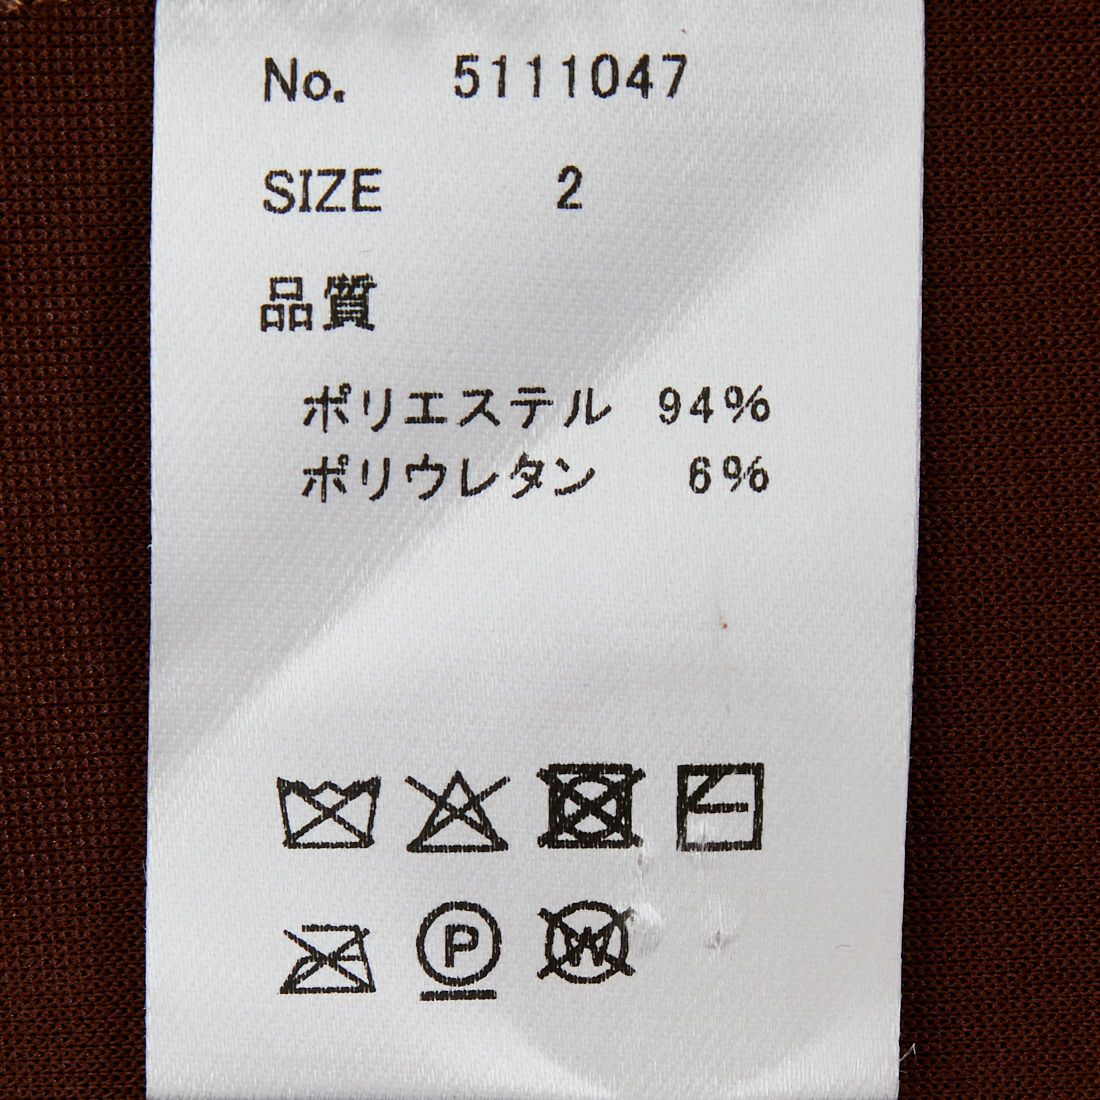 No. 5111047
SIZE 2
品質
ポリエステル 94%
ポリウレタン 6%
P W